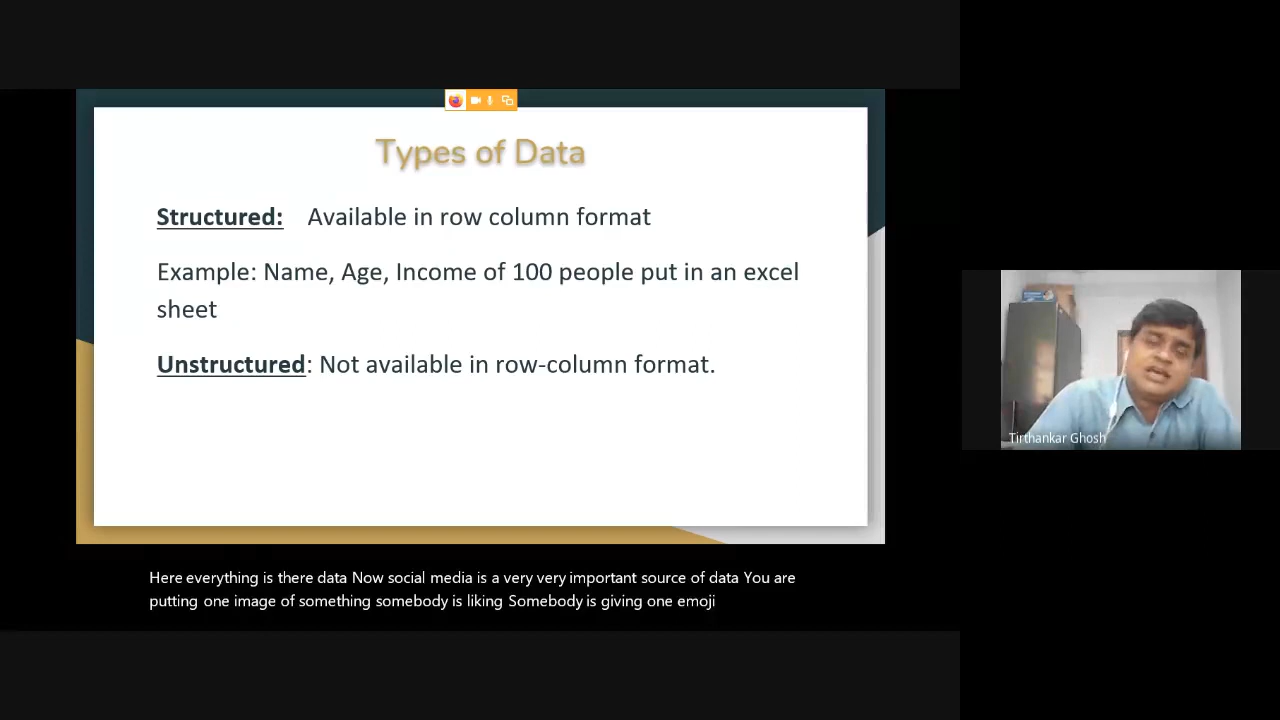 Types of Data
Structured: Available in row column format
Example: Name, Age, Income of 100 people put in an excel
sheet
Unstructured: Not available in row-column format.
Tirthankar Ghosh
Here everything is there data Now social media is a very very important source of data You are
putting one image of something somebody is liking Somebody is giving one emoji